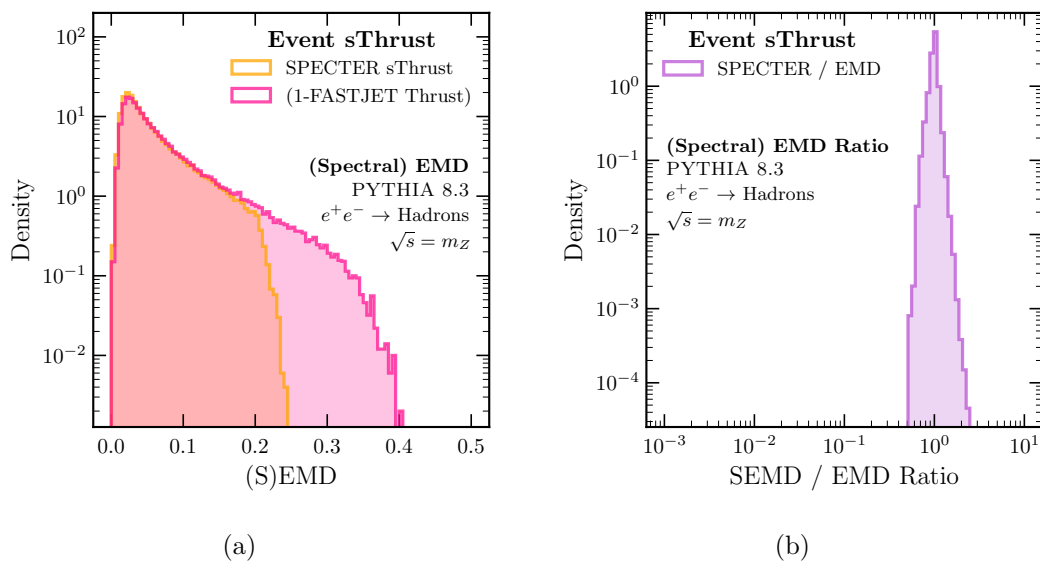 Event sThrust
SPECTER sThrust
(1-FASTJET Thrust)
(Spectral) EMD
PYTHIA 8.3
e⁺e⁻ → Hadrons
√s = m_Z
Density
10²
10¹
10⁰
10⁻¹
10⁻²
0.0 0.1 0.2 0.3 0.4 0.5
(S)EMD
(a)
Event sThrust
SPECTER / EMD
(Spectral) EMD Ratio
PYTHIA 8.3
e⁺e⁻ → Hadrons
√s = m_Z
Density
10⁰
10⁻¹
10⁻²
10⁻³
10⁻⁴
10⁻³ 10⁻² 10⁻¹ 10⁰ 10¹
SEMD / EMD Ratio
(b)